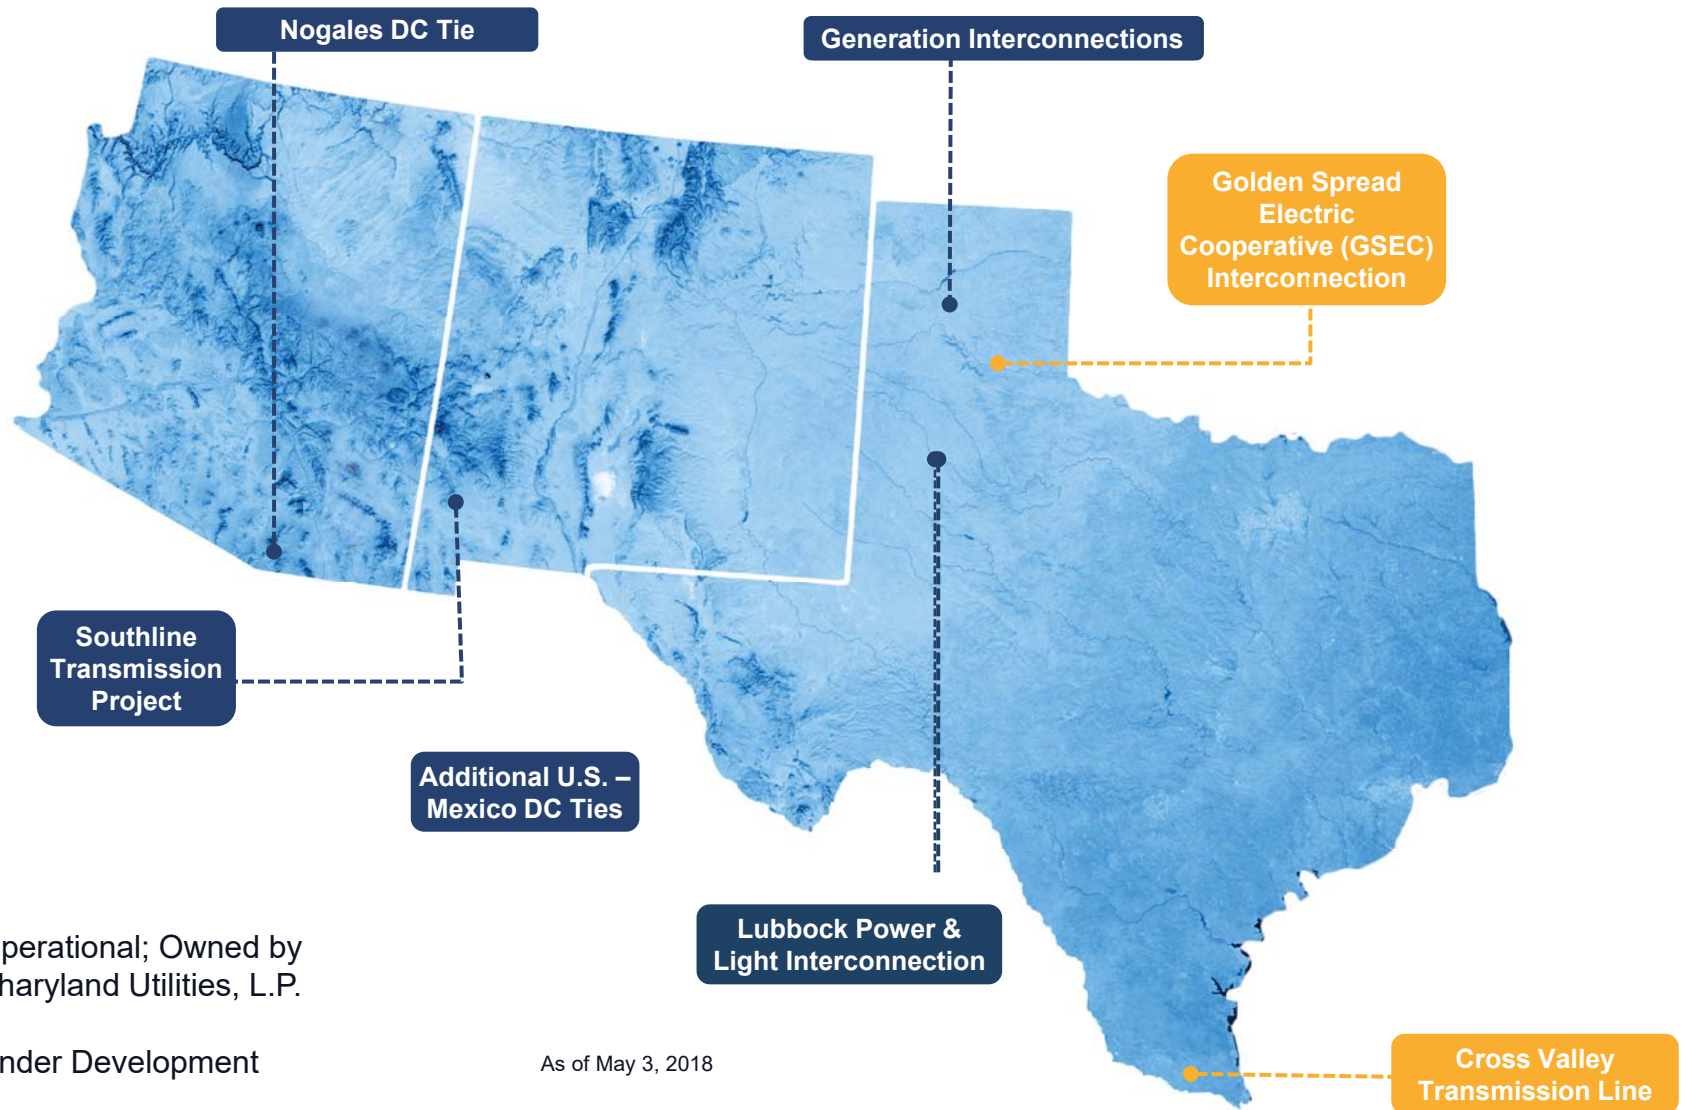 Nogales DC Tie
Generation Interconnections
Golden Spread
Electric
Cooperative (GSEC)
Interconnection
Southline
Transmission
Project
Additional U.S. –
Mexico DC Ties
Lubbock Power &
Light Interconnection
perational; Owned by
haryland Utilities, L.P.
nder Development
As of May 3, 2018
Cross Valley
Transmission Line